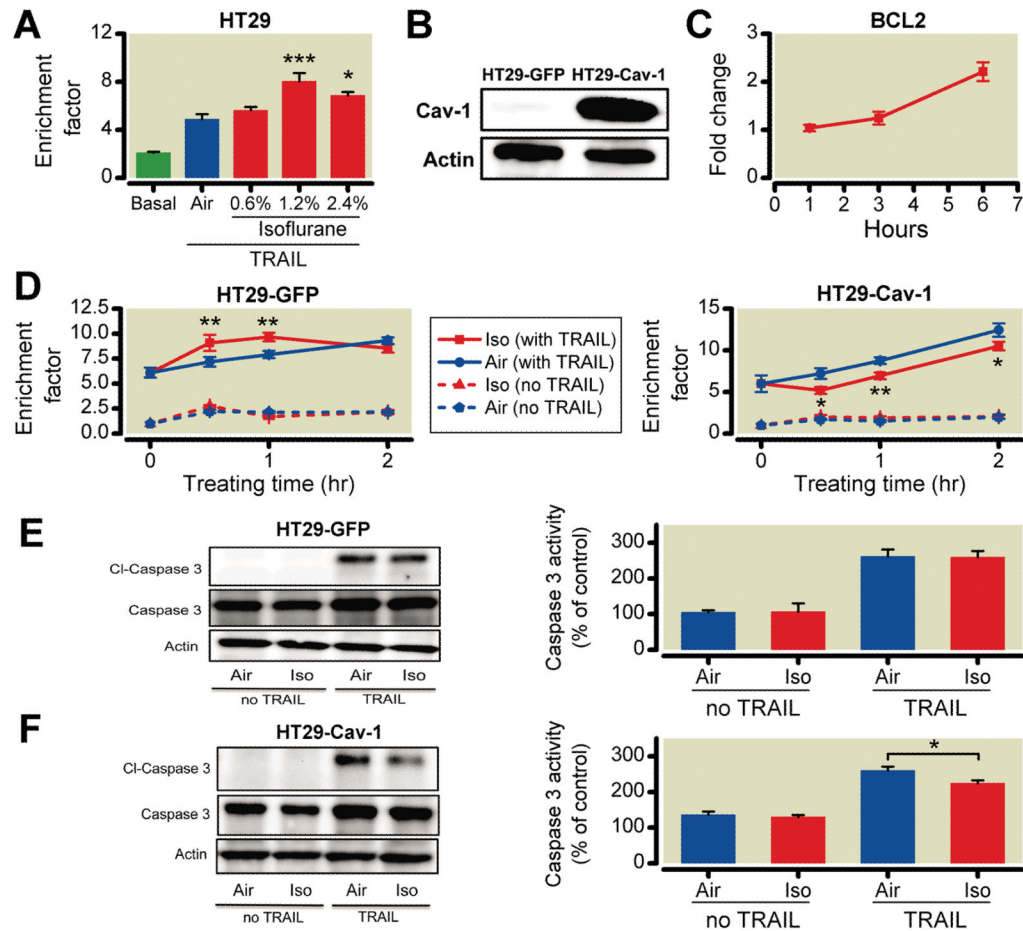 A
HT29
Enrichment
factor
12
8
4
0
***
*
Basal
Air
0.6%
1.2%
2.4%
Isoflurane
TRAIL
B
HT29-GFP HT29-Cav-1
Cav-1
Actin
C
BCL2
Fold change
3
2
1
0
0 1 2 3 4 5 6 7
Hours
D
HT29-GFP
Enrichment
factor
12.5
10.0
7.5
5.0
2.5
0.0
** **
0 1 2
Treating time (hr)
Iso (with TRAIL)
Air (with TRAIL)
Iso (no TRAIL)
Air (no TRAIL)
HT29-Cav-1
Enrichment
factor
15
10
5
0
* ** *
0 1 2
Treating time (hr)
E
HT29-GFP
Cl-Caspase 3
Caspase 3
Actin
Air Iso Air Iso
no TRAIL TRAIL
Caspase 3 activity
(% of control)
300
200
100
0
Air Iso Air Iso
no TRAIL TRAIL
F
HT29-Cav-1
Cl-Caspase 3
Caspase 3
Actin
Air Iso Air Iso
no TRAIL TRAIL
Caspase 3 activity
(% of control)
300
200
100
0
*
Air Iso Air Iso
no TRAIL TRAIL